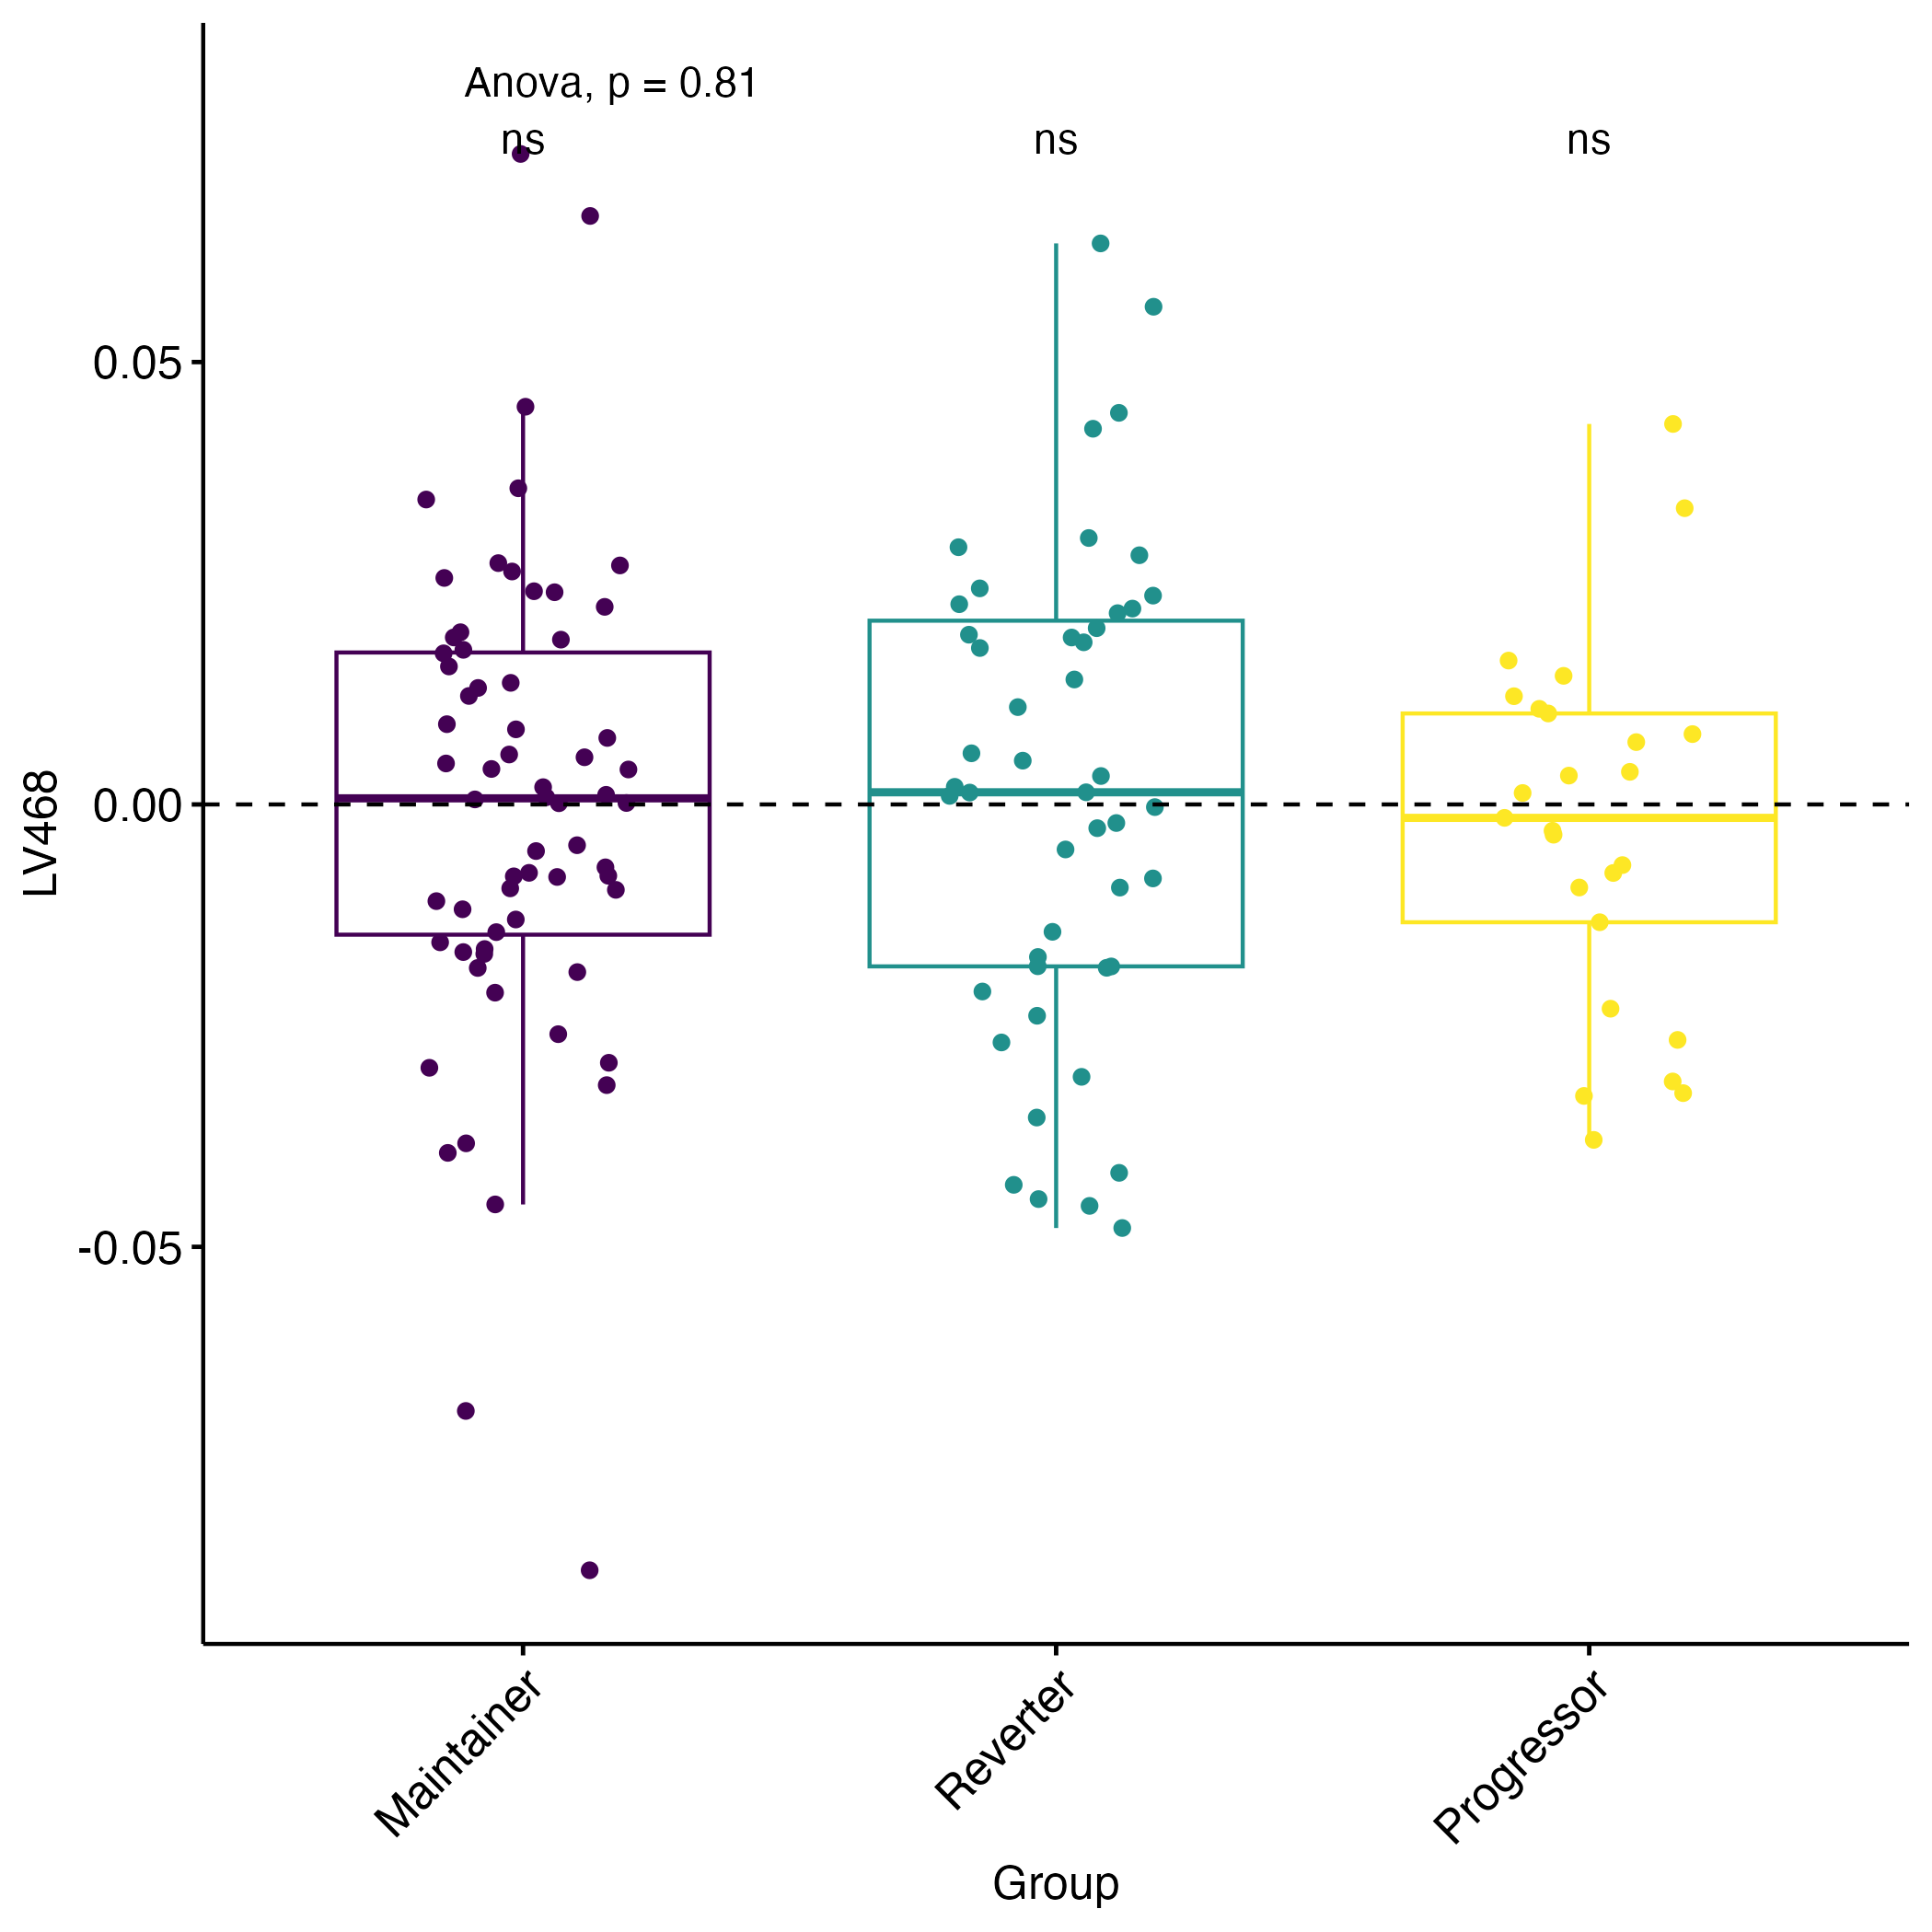 Anova, p = 0.81
ns ns ns
0.05
0.00
-0.05
LV468
Maintainer
Reverter
Progressor
Group